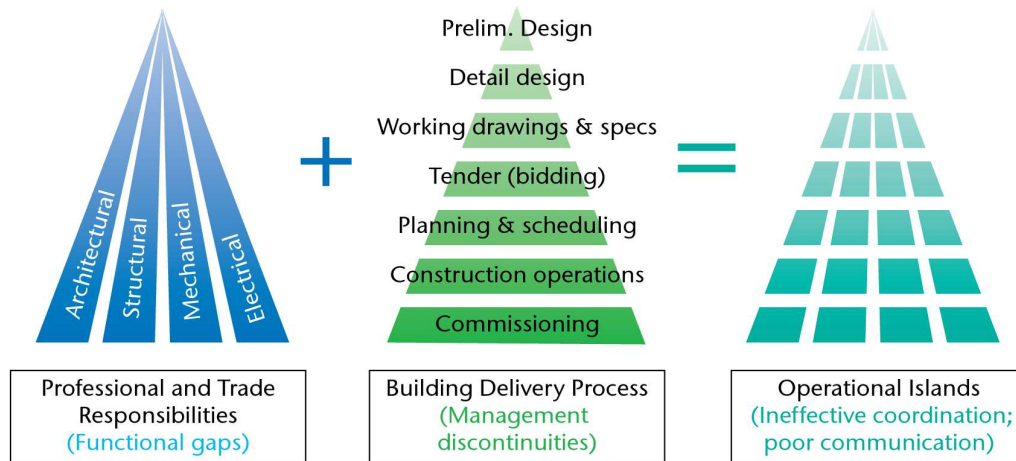 Prelim. Design
Detail design
Working drawings & specs
Tender (bidding)
Planning & scheduling
Construction operations
Commissioning
Architectural
Structural
Mechanical
Electrical
+
=
Professional and Trade
Responsibilities
(Functional gaps)
Building Delivery Process
(Management
discontinuities)
Operational Islands
(Ineffective coordination;
poor communication)